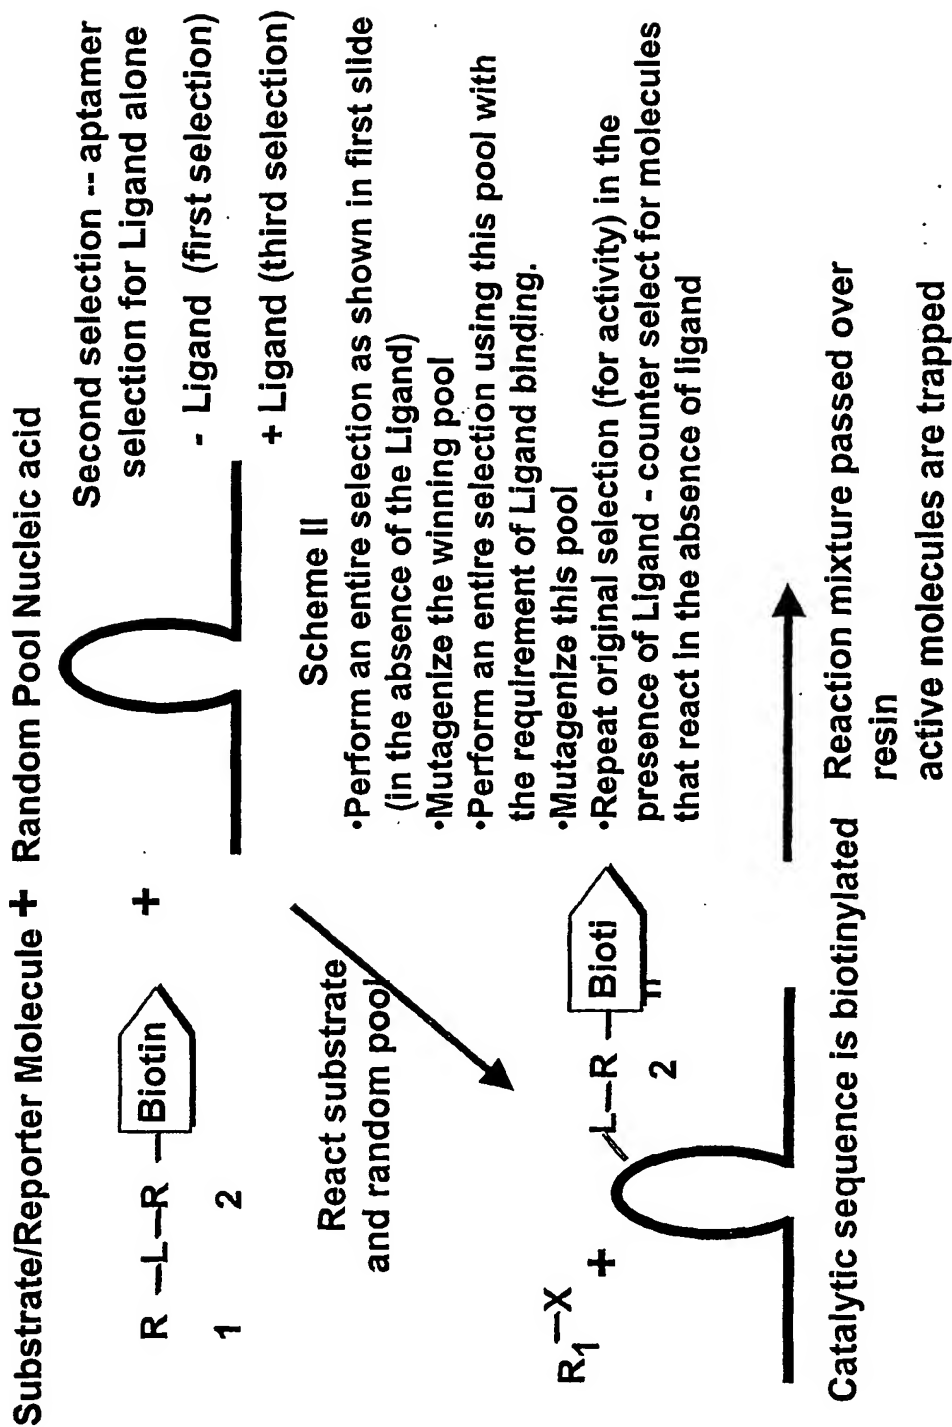 Substrate/Reporter Molecule + Random Pool Nucleic acid
R —L—R — Biotin
1 2
+
Second selection -- aptamer
selection for Ligand alone
- Ligand (first selection)
+ Ligand (third selection)
React substrate
and random pool
Scheme II
•Perform an entire selection as shown in first slide
(in the absence of the Ligand)
•Mutagenize the winning pool
•Perform an entire selection using this pool with
the requirement of Ligand binding.
•Mutagenize this pool
•Repeat original selection (for activity) in the
presence of Ligand - counter select for molecules
that react in the absence of ligand
R1—X
+
L—R — Bioti
n
2
Catalytic sequence is biotinylated
Reaction mixture passed over
resin
active molecules are trapped